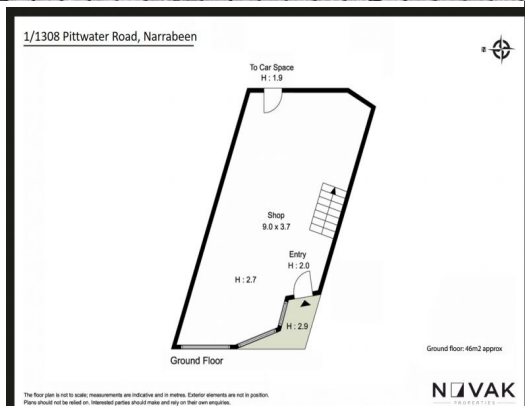 1/1308 Pittwater Road, Narrabeen
N
To Car Space
H : 1.9
Shop
9.0 x 3.7
Entry
H : 2.0
H : 2.7
H : 2.9
Ground Floor
Ground floor: 46m2 approx
The floor plan is not to scale; measurements are indicative and in metres. Exterior elements are not in position.
Plans should not be relied on. Interested parties should make and rely on their own enquiries.
NOVAK
PROPERTIES